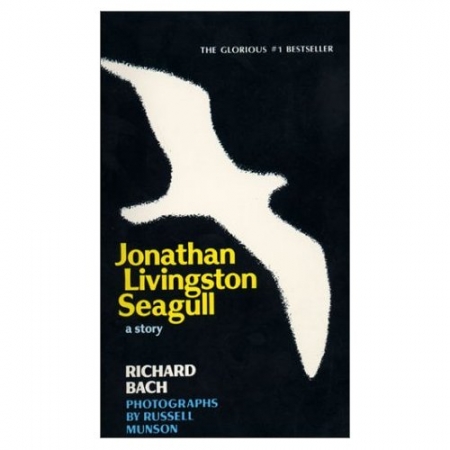 THE GLORIOUS #1 BESTSELLER
Jonathan
Livingston
Seagull
a story
RICHARD
BACH
PHOTOGRAPHS
BY RUSSELL
MUNSON